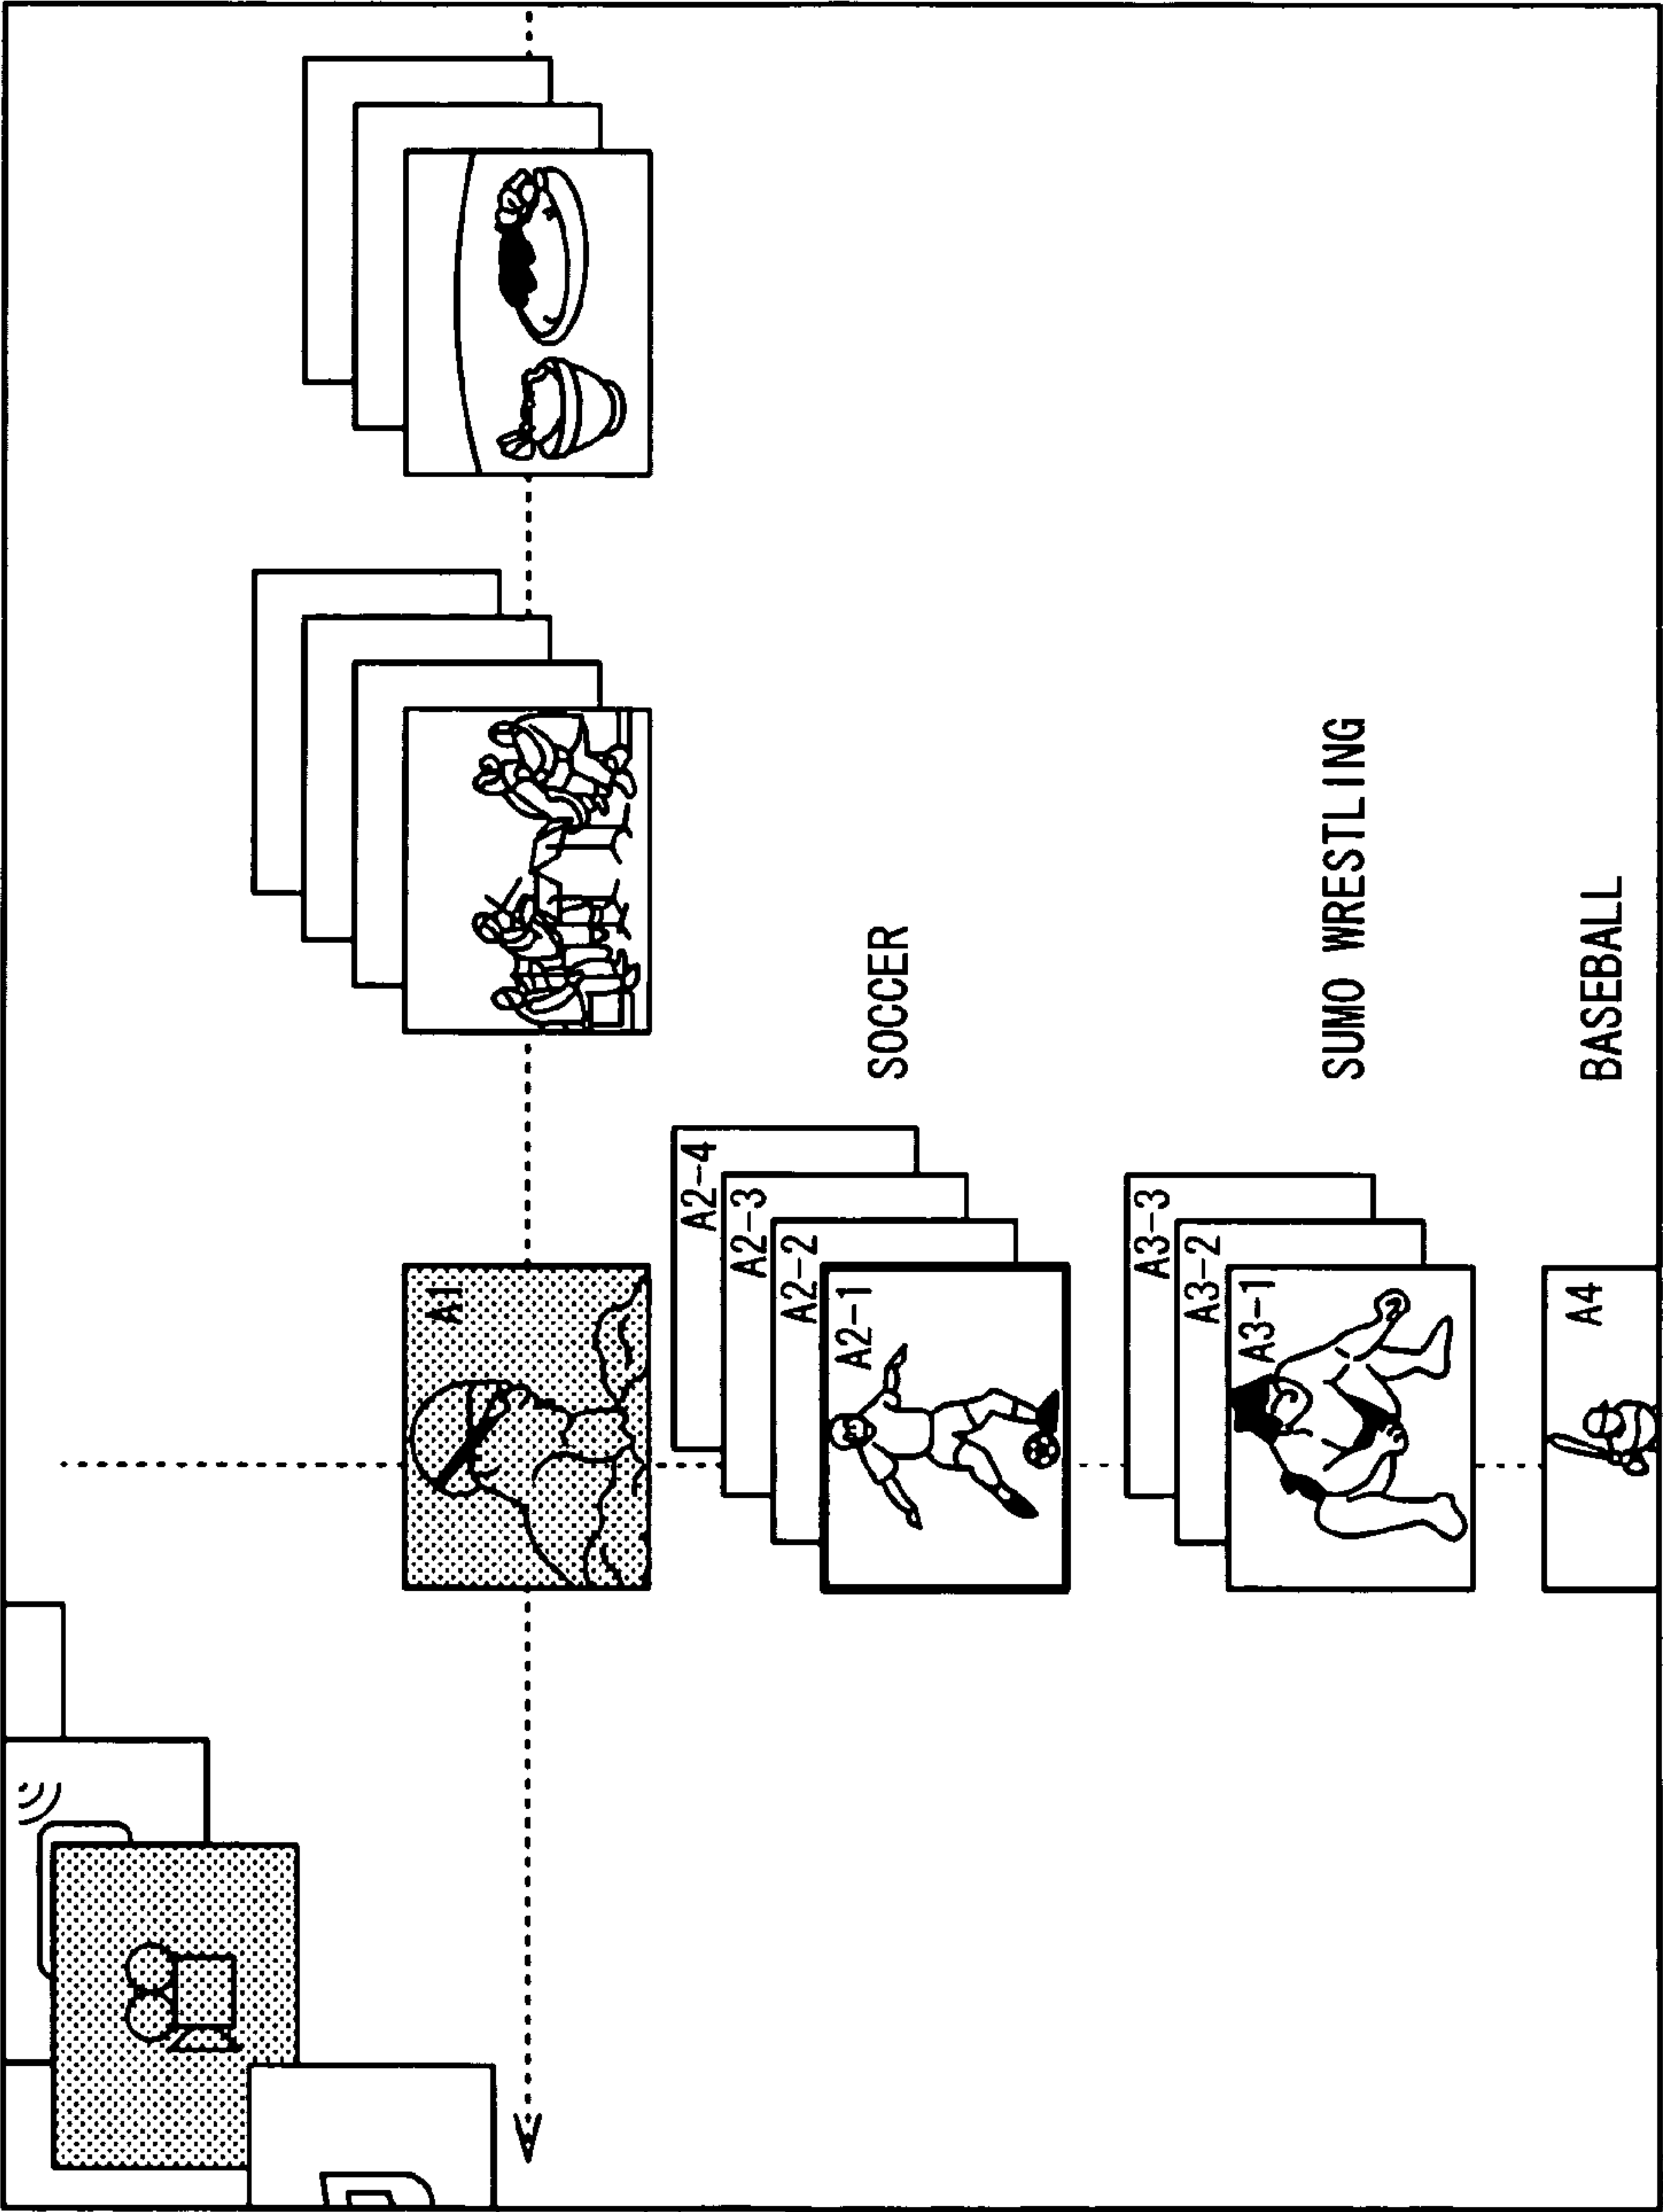 A1
A2-4
A2-3
A2-2
A2-1
SOCCER
A3-3
A3-2
A3-1
SUMO WRESTLING
A4
BASEBALL